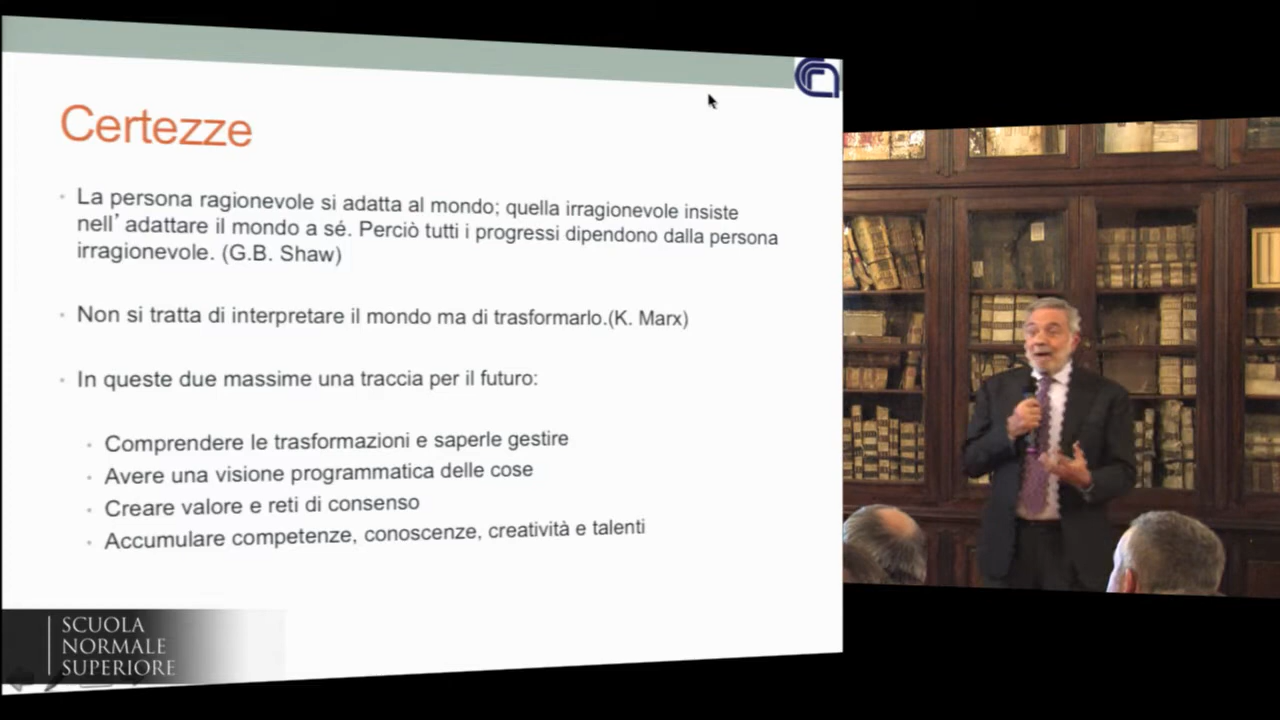 Certezze
La persona ragionevole si adatta al mondo; quella irragionevole insiste
nell’adattare il mondo a sé. Perciò tutti i progressi dipendono dalla persona
irragionevole. (G.B. Shaw)
Non si tratta di interpretare il mondo ma di trasformarlo.(K. Marx)
In queste due massime una traccia per il futuro:
Comprendere le trasformazioni e saperle gestire
Avere una visione programmatica delle cose
Creare valore e reti di consenso
Accumulare competenze, conoscenze, creatività e talenti
SCUOLA
NORMALE
SUPERIORE